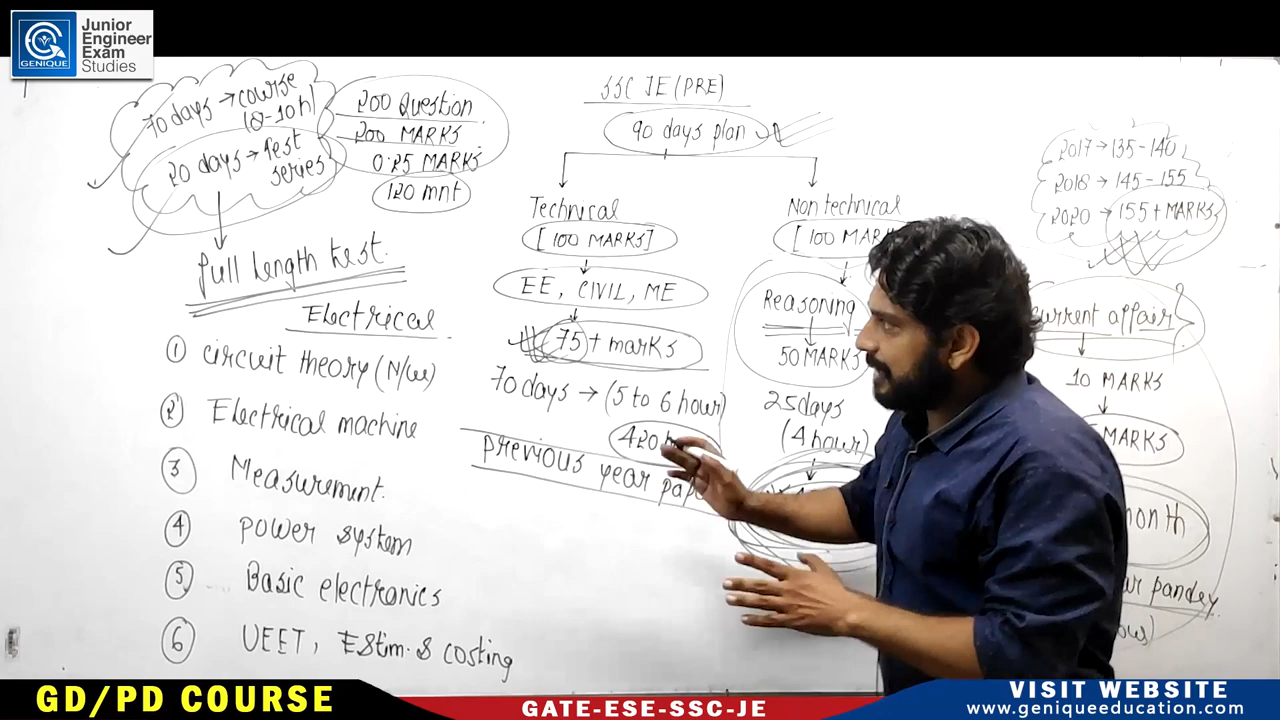 Junior
Engineer
Exam
Studies
GENIQUE
70 days → course
(8-10h)
20 days → Test
series
full length test.
200 Question
200 MARKS
0.25 MARKS
120 mnt
SSC JE (PRE)
90 days plan
Technical
[100 MARKS]
EE, CIVIL, ME
75 + marks
70 days → (5 to 6 hour)
420
previous year
Non technical
[100 MAR
Reasoning
50 MARKS
25days
(4 hour)
2017 → 135-140
2018 → 145-155
2020 → 155 + MARKS
urrent affair
10 MARKS
MARKS
onth
pandey
Electrical
1 circuit theory (N/w)
2 Electrical machine
3 Measurement.
4 power system
5 Basic electronics
6 UEET, EStim. & costing
GD/PD COURSE
GATE-ESE-SSC-JE
VISIT WEBSITE
www.geniqueeducation.com